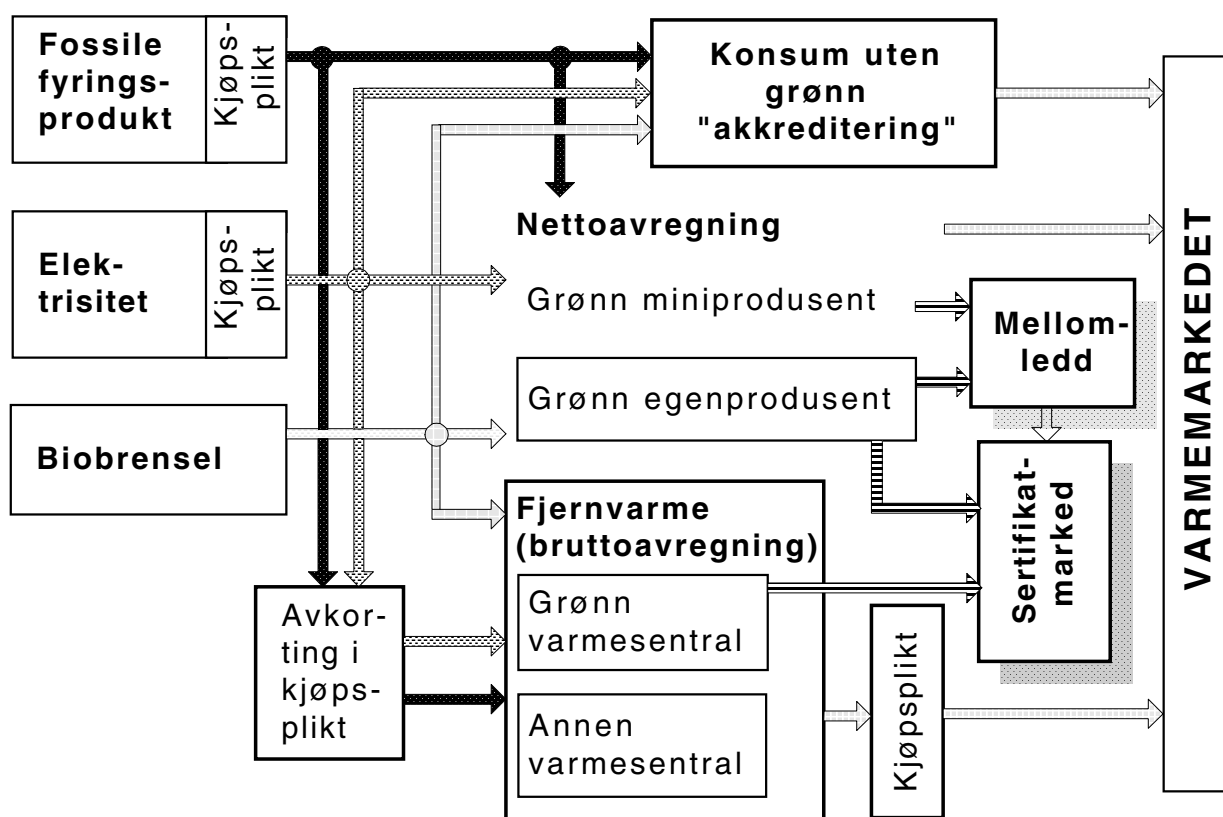 Fossile
fyrings-
produkt
Kjøps-
plikt
Konsum uten
grønn
"akkreditering"
VARMEMARKEDET
Elek-
trisitet
Kjøps-
plikt
Nettoavregning
Grønn miniprodusent
Grønn egenprodusent
Mellom-
ledd
Biobrensel
Sertifikat-
marked
Fjernvarme
(bruttoavregning)
Grønn
varmesentral
Annen
varmesentral
Avkor-
ting i
kjøps-
plikt
Kjøpsplikt